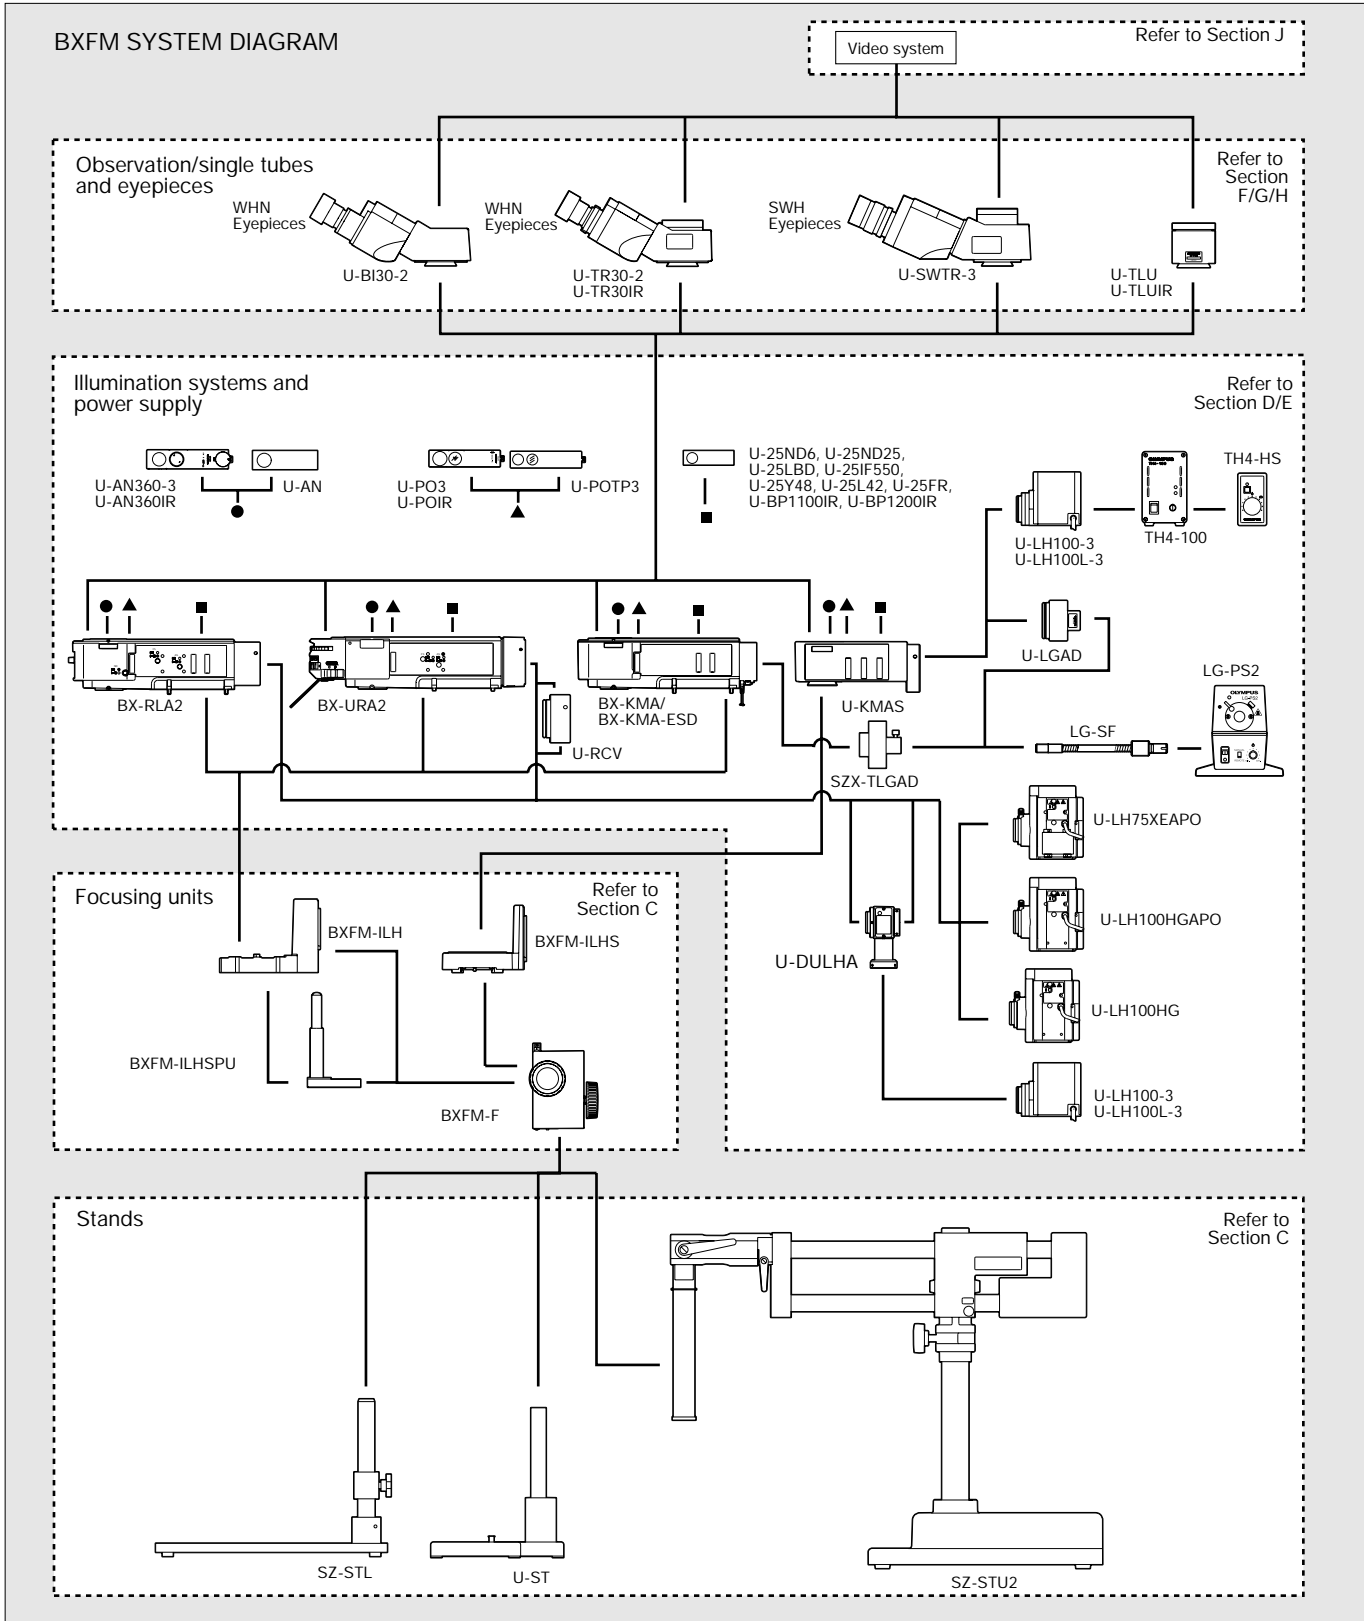 BXFM SYSTEM DIAGRAM
Video system
Refer to Section J
Observation/single tubes
and eyepieces
Refer to
Section
F/G/H
WHN
Eyepieces
U-BI30-2
WHN
Eyepieces
U-TR30-2
U-TR30IR
SWH
Eyepieces
U-SWTR-3
U-TLU
U-TLUIR
Illumination systems and
power supply
Refer to
Section D/E
U-AN360-3
U-AN360IR
U-AN
U-PO3
U-POIR
U-POTP3
U-25ND6, U-25ND25,
U-25LBD, U-25IF550,
U-25Y48, U-25L42, U-25FR,
U-BP1100IR, U-BP1200IR
U-LH100-3
U-LH100L-3
TH4-100
TH4-HS
BX-RLA2
BX-URA2
U-RCV
BX-KMA/
BX-KMA-ESD
U-KMAS
SZX-TLGAD
U-LGAD
LG-SF
LG-PS2
OLYMPUS
LG-PS2
U-LH75XEAPO
U-LH100HGAPO
U-LH100HG
U-DULHA
U-LH100-3
U-LH100L-3
Focusing units
Refer to
Section C
BXFM-ILH
BXFM-ILHS
BXFM-ILHSPU
BXFM-F
Stands
Refer to
Section C
SZ-STL
U-ST
SZ-STU2